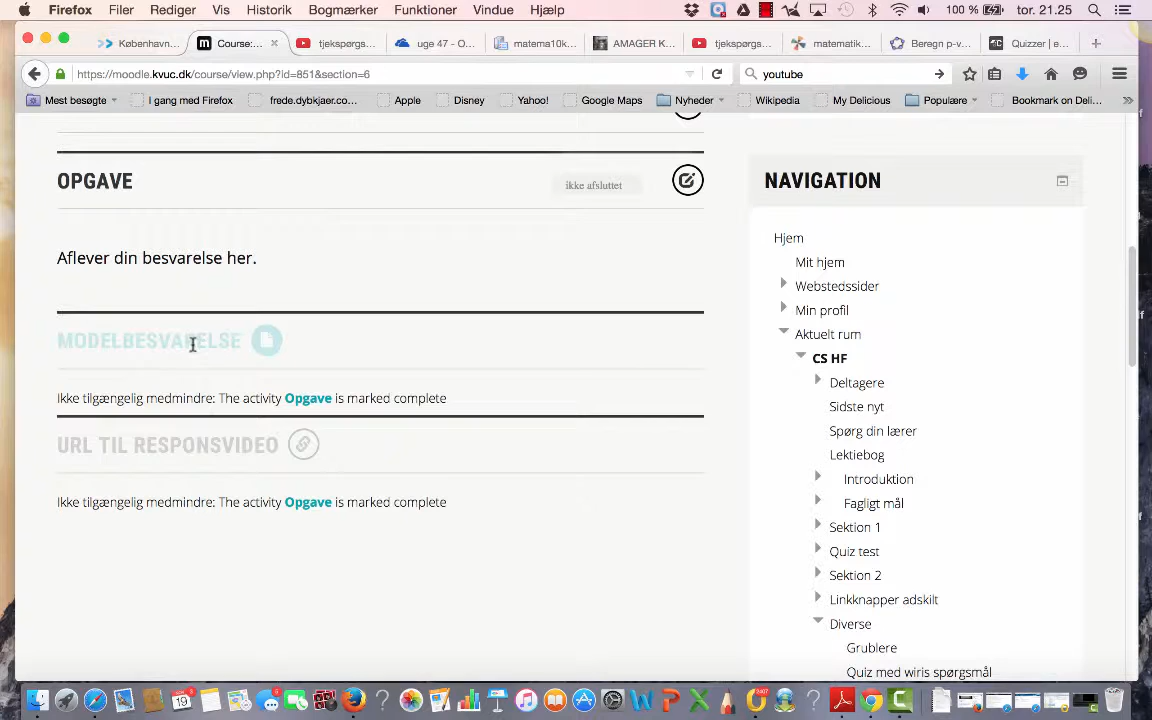 Firefox Filer Rediger Vis Historik Bogmærker Funktioner Vindue Hjælp 100 % tor. 21.25
København... Course:... tjekspørgs... uge 47 - O... matema10k... AMAGER K... tjekspørgs... matematik... Beregn p-v... Quizzer | e...
https://moodle.kvuc.dk/course/view.php?id=851&section=6 youtube
Mest besøgte I gang med Firefox frede.dybkjaer.co... Apple Disney Yahoo! Google Maps Nyheder Wikipedia My Delicious Populære Bookmark on Deli...
OPGAVE
ikke afsluttet
Aflever din besvarelse her.
MODELBESVARELSE
Ikke tilgængelig medmindre: The activity Opgave is marked complete
URL TIL RESPONSVIDEO
Ikke tilgængelig medmindre: The activity Opgave is marked complete
NAVIGATION
Hjem
Mit hjem
Webstedssider
Min profil
Aktuelt rum
CS HF
Deltagere
Sidste nyt
Spørg din lærer
Lektiebog
Introduktion
Fagligt mål
Sektion 1
Quiz test
Sektion 2
Linkknapper adskilt
Diverse
Grublere
Quiz med wiris spørgsmål